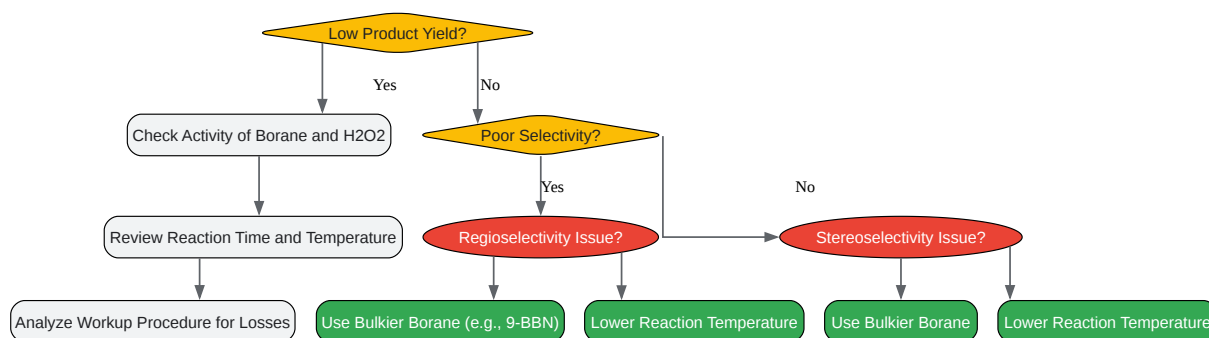 Low Product Yield?
Yes
No
Check Activity of Borane and H2O2
Poor Selectivity?
Yes
No
Review Reaction Time and Temperature
Regioselectivity Issue?
Stereoselectivity Issue?
Analyze Workup Procedure for Losses
Use Bulkier Borane (e.g., 9-BBN)
Lower Reaction Temperature
Use Bulkier Borane
Lower Reaction Temperature